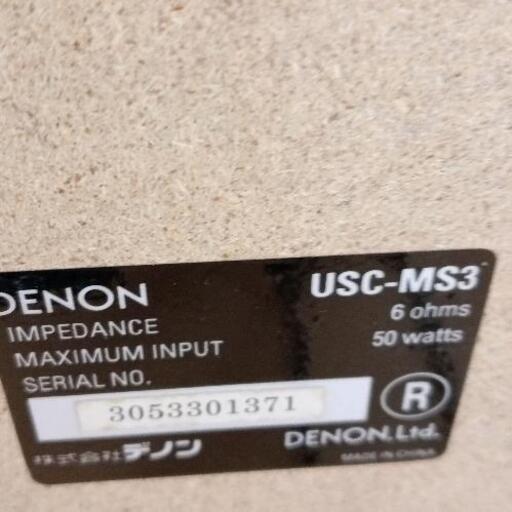 DENON USC-MS3
IMPEDANCE 6 ohms
MAXIMUM INPUT 50 watts
SERIAL NO.
3053301371 R
株式会社デノン DENON, Ltd.
MADE IN CHINA